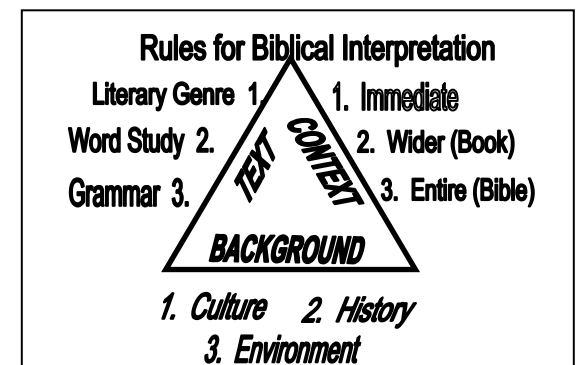 Rules for Biblical Interpretation
Literary Genre 1.
1. Immediate
Word Study 2.
2. Wider (Book)
Grammar 3.
3. Entire (Bible)
TEXT
CONTEXT
BACKGROUND
1. Culture 2. History
3. Environment